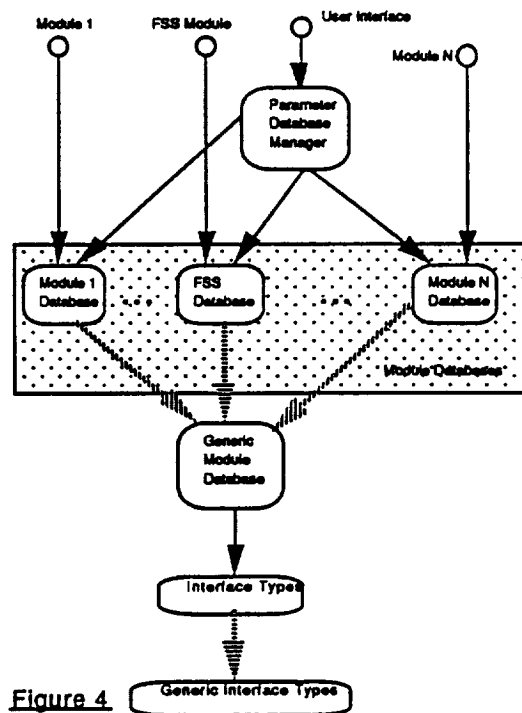 Module 1
FSS Module
User Interface
Module N
Parameter
Database
Manager
Module 1
Database
FSS
Database
Module N
Database
Module Databases
Generic
Module
Database
Interface Types
Generic Interface Types
Figure 4